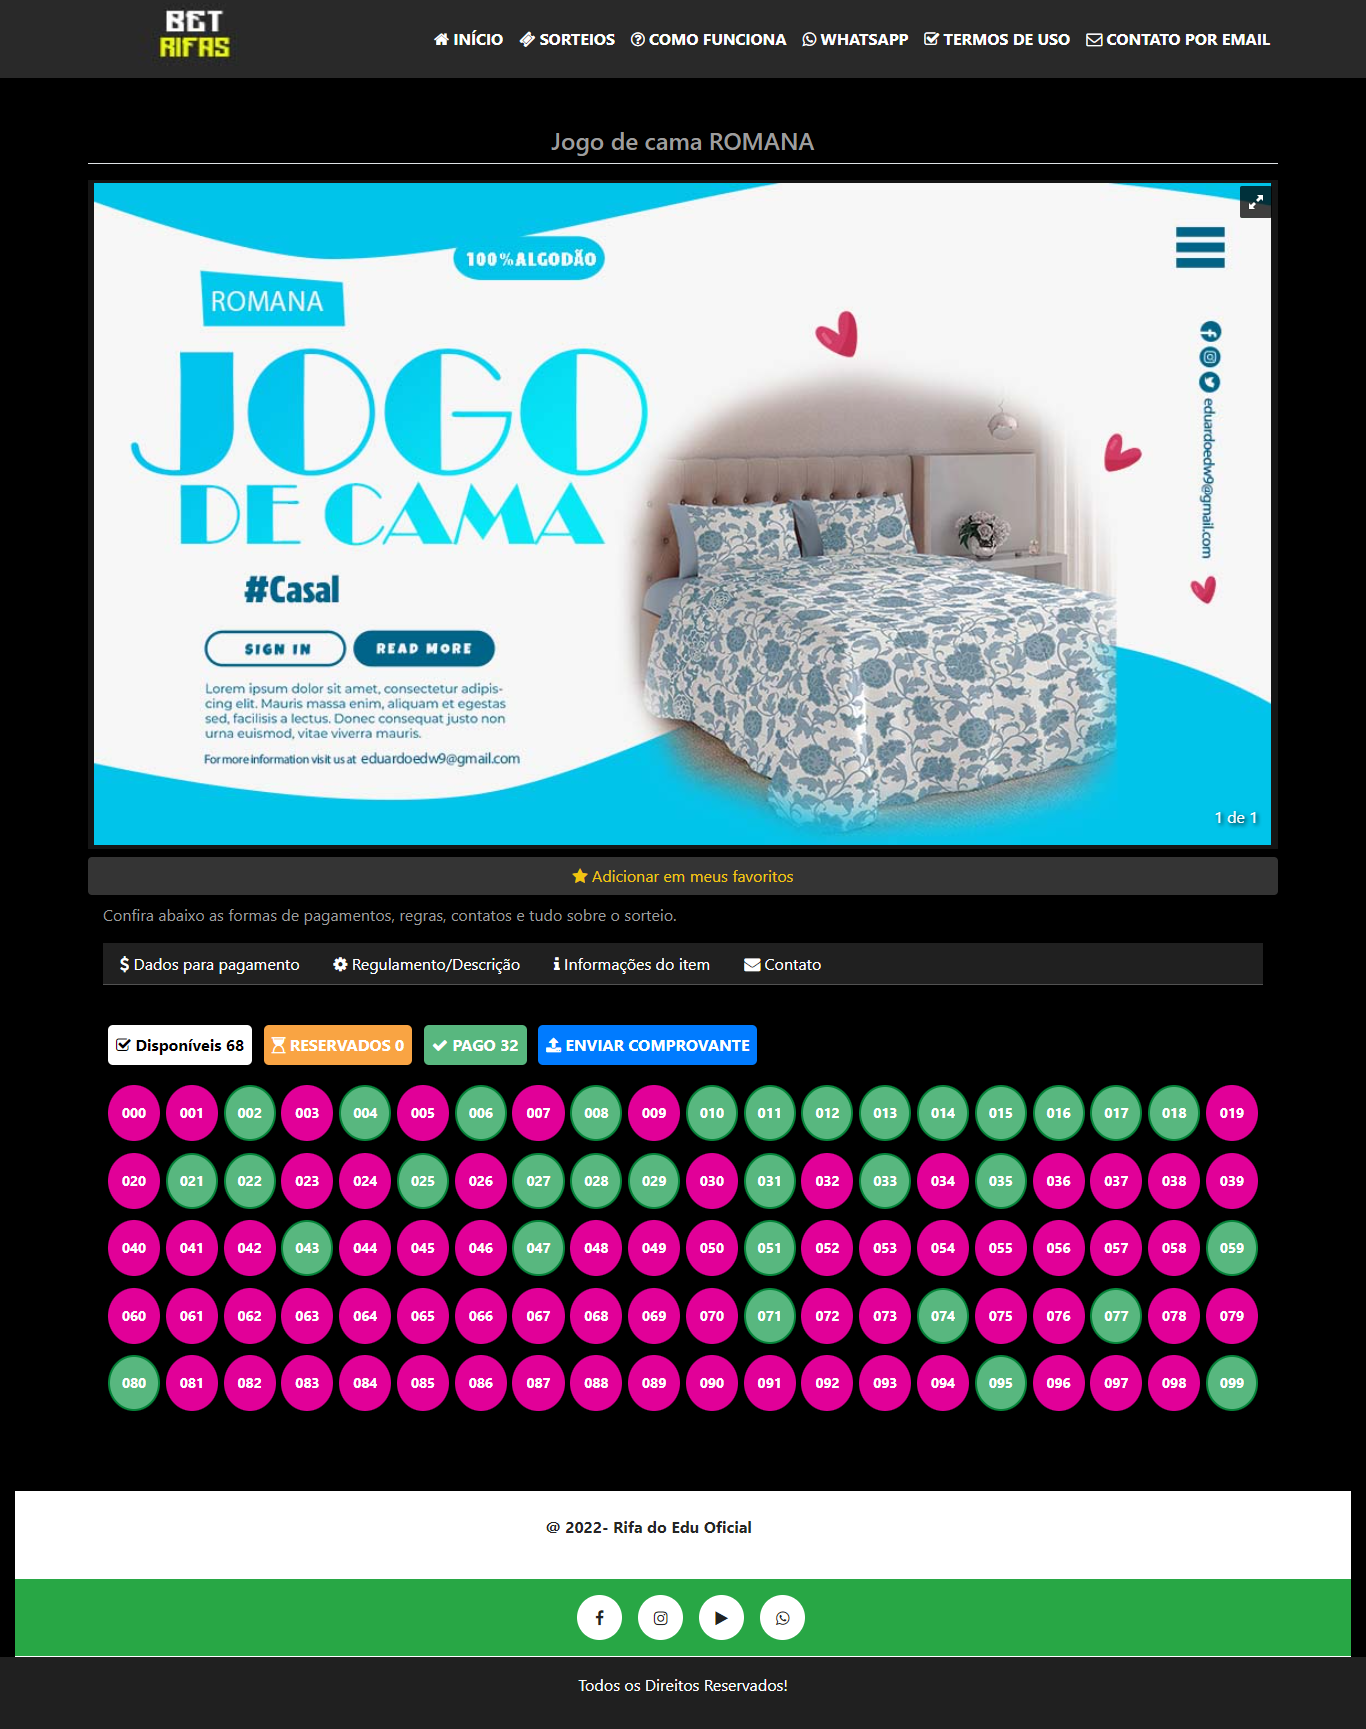 BET
RIFAS
INÍCIO SORTEIOS COMO FUNCIONA WHATSAPP TERMOS DE USO CONTATO POR EMAIL
Jogo de cama ROMANA
100%ALGODÃO
ROMANA
JOGO
DE CAMA
#Casal
SIGN IN READ MORE
Lorem ipsum dolor sit amet, consectetur adipis-
cing elit. Mauris massa enim, aliquam et egestas
sed, facilisis a lectus. Donec consequat justo non
urna euismod, vitae viverra mauris.
For more information visit us at eduardoedw9@gmail.com
eduardoedw9@gmail.com
1 de 1
Adicionar em meus favoritos
Confira abaixo as formas de pagamentos, regras, contatos e tudo sobre o sorteio.
Dados para pagamento Regulamento/Descrição Informações do item Contato
Disponíveis 68 RESERVADOS 0 PAGO 32 ENVIAR COMPROVANTE
000 001 002 003 004 005 006 007 008 009 010 011 012 013 014 015 016 017 018 019
020 021 022 023 024 025 026 027 028 029 030 031 032 033 034 035 036 037 038 039
040 041 042 043 044 045 046 047 048 049 050 051 052 053 054 055 056 057 058 059
060 061 062 063 064 065 066 067 068 069 070 071 072 073 074 075 076 077 078 079
080 081 082 083 084 085 086 087 088 089 090 091 092 093 094 095 096 097 098 099
@ 2022- Rifa do Edu Oficial
Todos os Direitos Reservados!